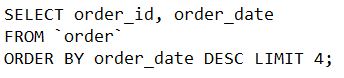 SELECT order_id, order_date
FROM `order`
ORDER BY order_date DESC LIMIT 4;